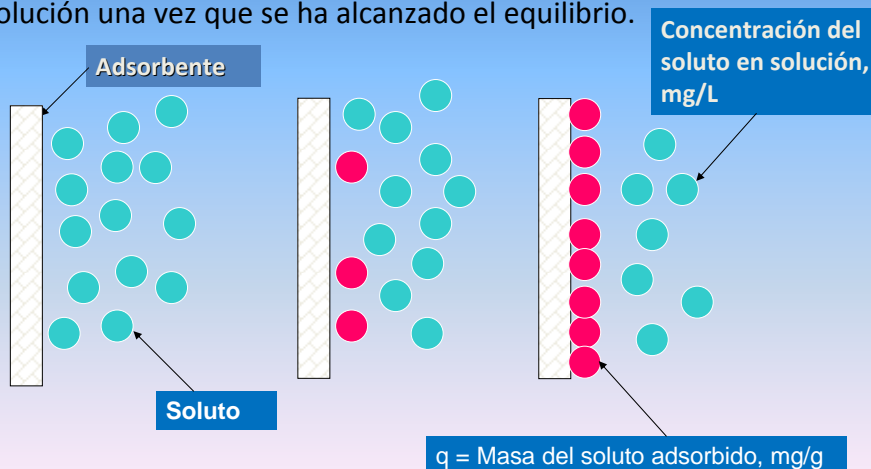 olución una vez que se ha alcanzado el equilibrio.
Concentración del
soluto en solución,
mg/L
Adsorbente
Soluto
q = Masa del soluto adsorbido, mg/g